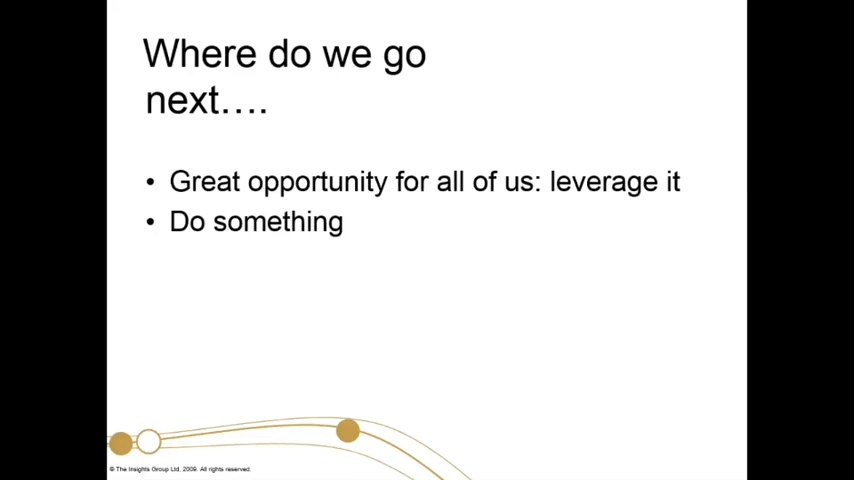 Where do we go
next….
• Great opportunity for all of us: leverage it
• Do something
© The Insights Group Ltd, 2009. All rights reserved.